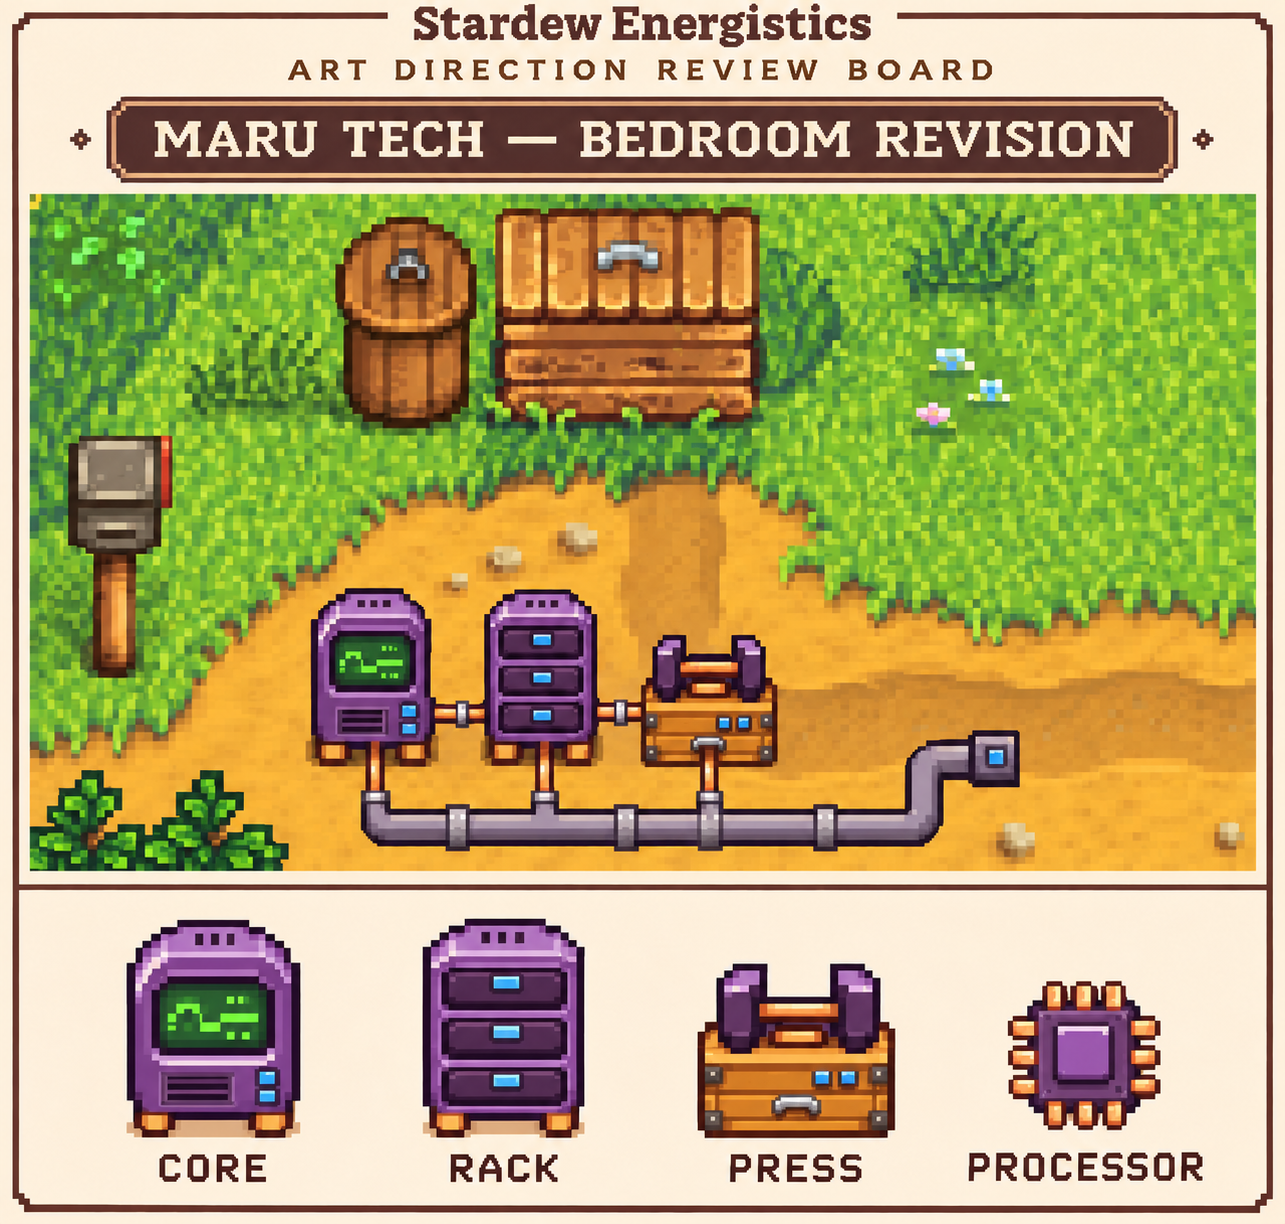 Stardew Energistics
ART DIRECTION REVIEW BOARD
MARU TECH — BEDROOM REVISION
CORE
RACK
PRESS
PROCESSOR